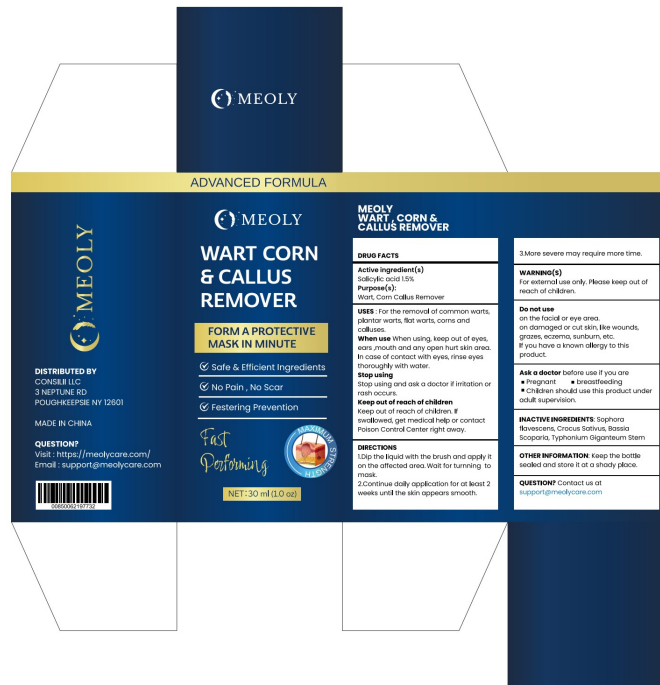 MEOLY
ADVANCED FORMULA
MEOLY
DISTRIBUTED BY
CONSILII LLC
3 NEPTUNE RD
POUGHKEEPSIE NY 12601
MADE IN CHINA
QUESTION?
Visit : https://meolycare.com/
Email : support@meolycare.com
00850062197732
MEOLY
WART CORN
& CALLUS
REMOVER
FORM A PROTECTIVE
MASK IN MINUTE
Safe & Efficient Ingredients
No Pain , No Scar
Festering Prevention
Fast
Performing
MAXIMUM STRENGTH
NET:30 ml (1.0 oz)
MEOLY
WART , CORN &
CALLUS REMOVER
DRUG FACTS
Active ingredient(s)
Salicylic acid 1.5%
Purpose(s):
Wart, Corn Callus Remover
USES : For the removal of common warts,
plantar warts, flat warts, corns and
calluses.
When use When using, keep out of eyes,
ears ,mouth and any open hurt skin area.
In case of contact with eyes, rinse eyes
thoroughly with water.
Stop using
Stop using and ask a doctor if irritation or
rash occurs.
Keep out of reach of children
Keep out of reach of children. If
swallowed, get medical help or contact
Poison Control Center right away.
DIRECTIONS
1.Dip the liquid with the brush and apply it
on the affected area. Wait for turnning to
mask.
2.Continue daily application for at least 2
weeks until the skin appears smooth.
3.More severe may require more time.
WARNING(S)
For external use only. Please keep out of
reach of children.
Do not use
on the facial or eye area.
on damaged or cut skin, like wounds,
grazes, eczema, sunburn, etc.
If you have a known allergy to this
product.
Ask a doctor before use if you are
▪ Pregnant ▪ breastfeeding
▪ Children should use this product under
adult supervision.
INACTIVE INGREDIENTS: Sophora
flavescens, Crocus Sativus, Bassia
Scoparia, Typhonium Giganteum Stem
OTHER INFORMATION: Keep the bottle
sealed and store it at a shady place.
QUESTION? Contact us at
support@meolycare.com